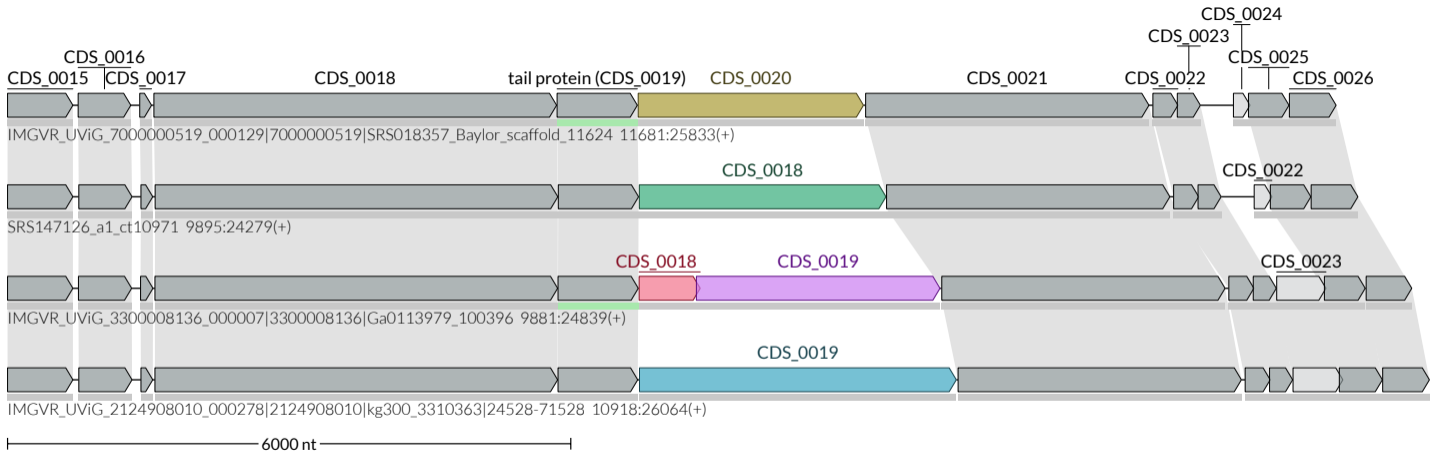 CDS_0024
CDS_0023
CDS_0016 CDS_0025
CDS_0015 CDS_0017 CDS_0018 tail protein (CDS_0019) CDS_0020 CDS_0021 CDS_0022 CDS_0026
IMGVR_UViG_7000000519_000129|7000000519|SRS018357_Baylor_scaffold_11624 11681:25833(+)
CDS_0018 CDS_0022
SRS147126_a1_ct10971 9895:24279(+)
CDS_0018 CDS_0019 CDS_0023
IMGVR_UViG_3300008136_000007|3300008136|Ga0113979_100396 9881:24839(+)
CDS_0019
IMGVR_UViG_2124908010_000278|2124908010|kg300_3310363|24528-71528 10918:26064(+)
6000 nt